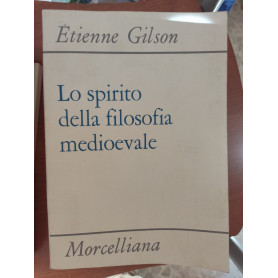 Étienne Gilson
Lo spirito
della filosofia
medioevale
Morcelliana